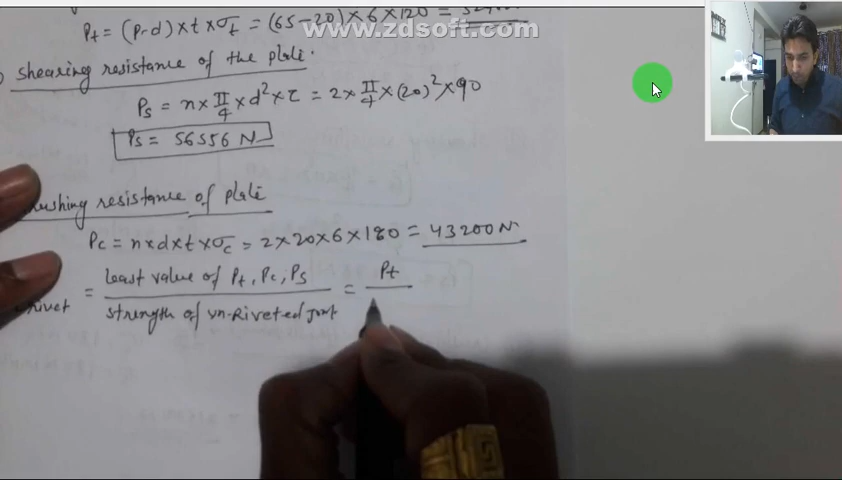 Pt = (P-d) x t x σt = (65-20) x 6 x 120 =
www.zdsoft.com
shearing resistance of the plate.
Ps = n x π/4 x d² x τ = 2 x π/4 x (20)² x 90
Ps = 56556 N
ushing resistance of plate
Pc = n x d x t x σc = 2 x 20 x 6 x 180 = 43200 N
rivet = least value of Pt, Pc, Ps / strength of un-Riveted Joint = Pt